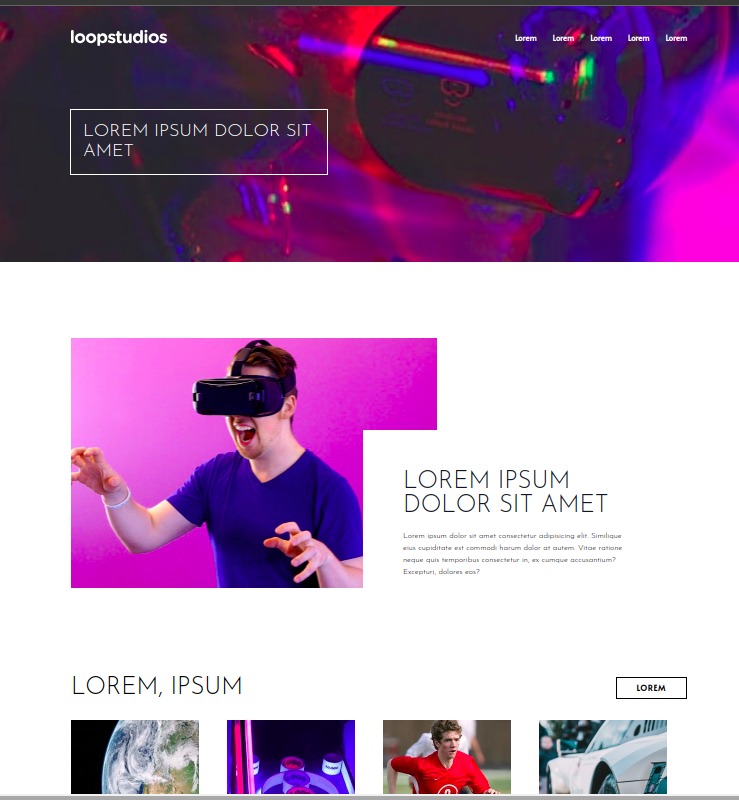 loopstudios
Lorem Lorem Lorem Lorem Lorem
LOREM IPSUM DOLOR SIT
AMET
LOREM IPSUM
DOLOR SIT AMET
Lorem ipsum dolor sit amet consectetur adipisicing elit. Similique
eius cupiditate est commodi harum dolor at autem. Vitae ratione
neque quis temporibus consectetur in, ex cumque accusantium?
Excepturi, dolores eos?
LOREM, IPSUM
LOREM